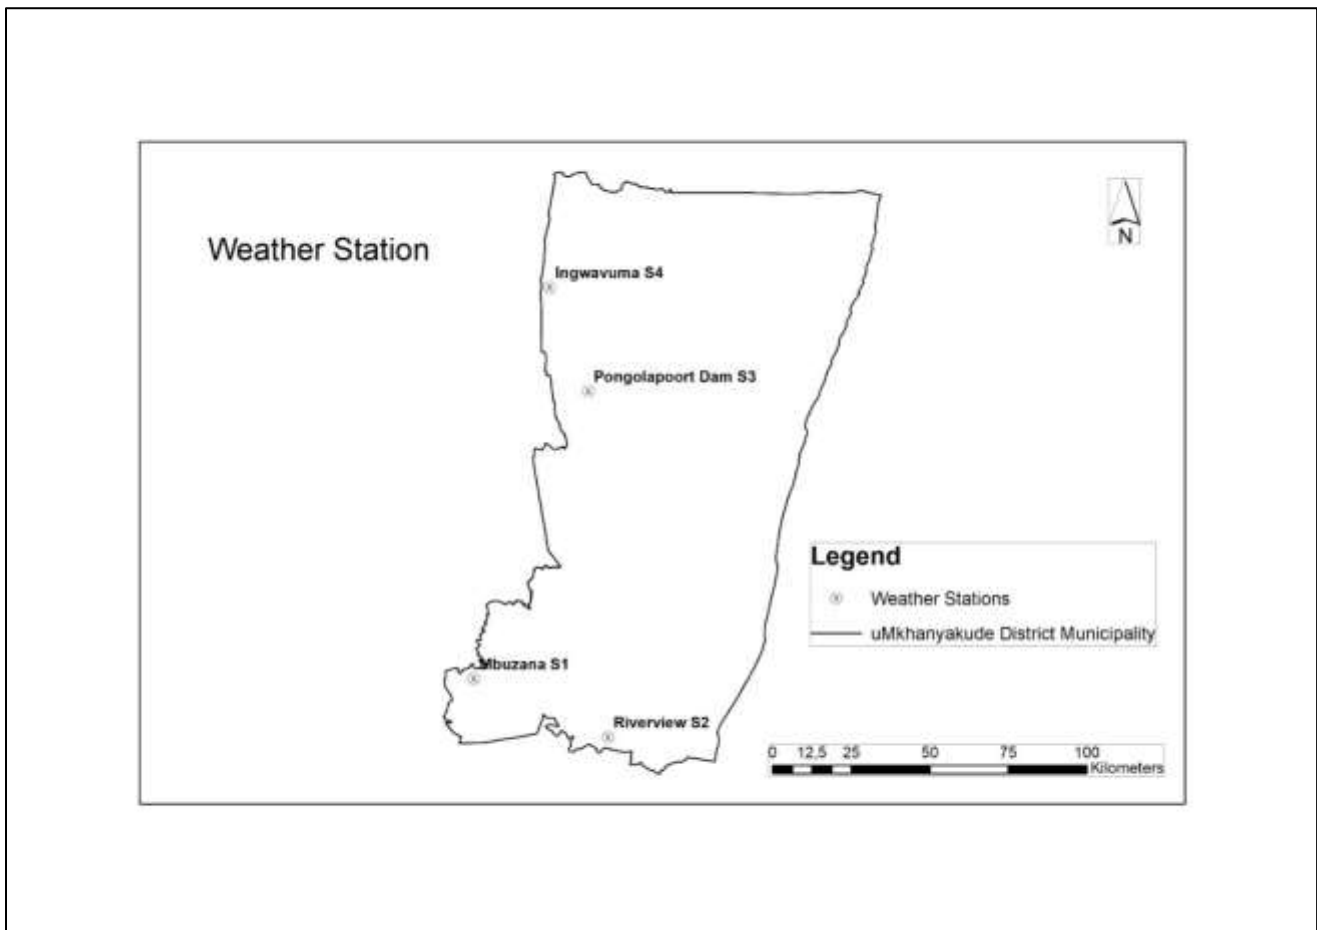 Weather Station
N
Ingwavuma S4
Pongolapoort Dam S3
Legend
Weather Stations
uMkhanyakude District Municipality
Mbuzana S1
Riverview S2
0 12,5 25 50 75 100
Kilometers